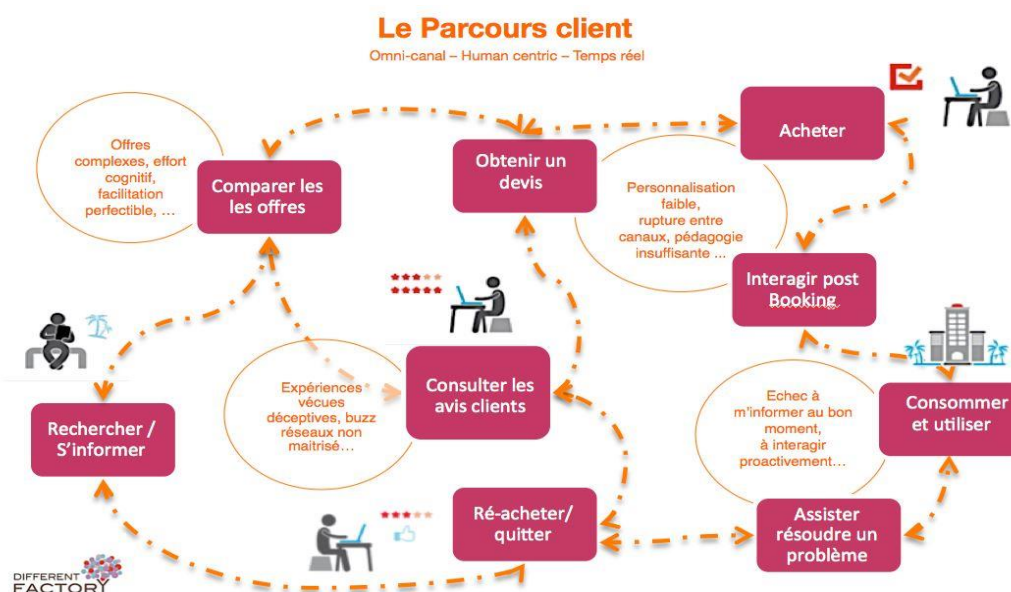 Le Parcours client
Omni-canal – Human centric – Temps réel
Offres
complexes, effort
cognitif,
facilitation
perfectible, ...
Comparer les
les offres
Obtenir un
devis
Acheter
Personnalisation
faible,
rupture entre
canaux, pédagogie
insuffisante ...
Interagir post
Booking
Expériences
vécues
déceptives, buzz
réseaux non
maitrisé...
Consulter les
avis clients
Rechercher /
S'informer
Echec à
m'informer au bon
moment,
à interagir
proactivement...
Consommer
et utiliser
Ré-acheter/
quitter
Assister
résoudre un
problème
DIFFERENT
FACTORY